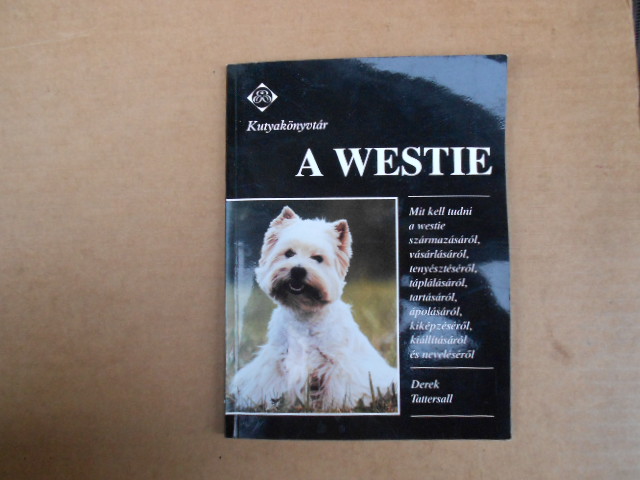 Kutyakönyvtár
A WESTIE
Mit kell tudni
a westie
származásáról,
vásárlásáról,
tenyésztéséről,
táplálásáról,
tartásáról,
ápolásáról,
kiképzéséről,
kiállításáról
és neveléséről
Derek
Tattersall